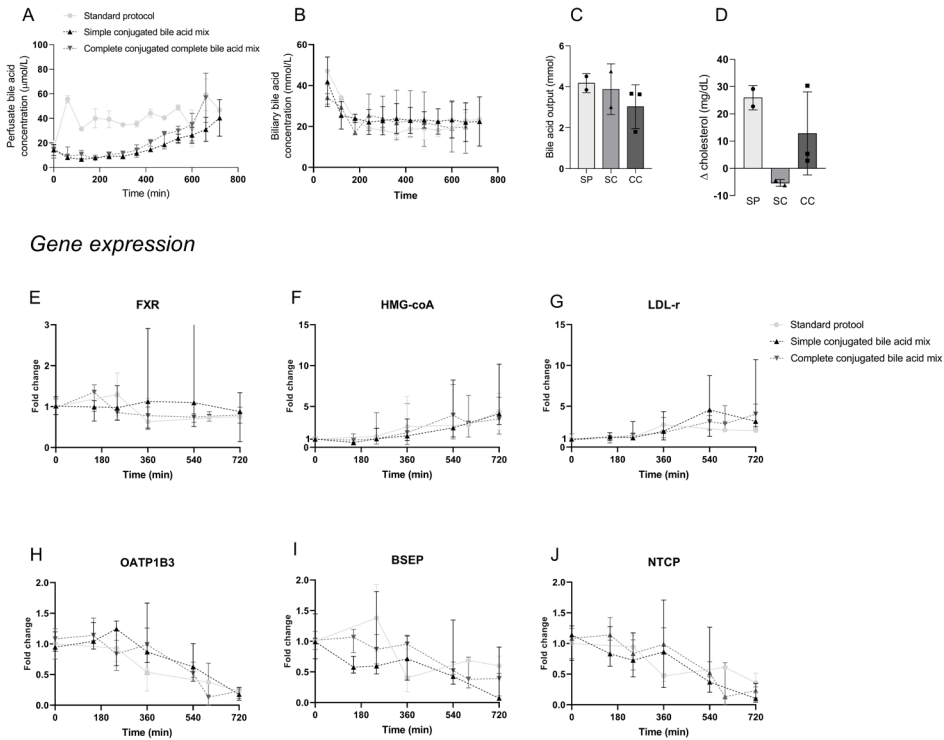 A
B
C
D
Standard protocol
Simple conjugated bile acid mix
Complete conjugated complete bile acid mix
Perfusate bile acid
concentration (μmol/L)
100
80
60
40
20
0
0 200 400 600 800
Time (min)
Biliary bile acid
concentration (mmol/L)
60
40
20
0
0 200 400 600 800
Time
Bile acid output (mmol)
6
4
2
0
SP SC CC
Δ cholesterol (mg/dL)
40
30
20
10
0
-10
SP SC CC
Gene expression
E
FXR
Fold change
3
2
1
0
0 180 360 540 720
Time (min)
F
HMG-coA
Fold change
15
10
5
1
0
0 180 360 540 720
Time (min)
G
LDL-r
Fold change
15
10
5
1
0
0 180 360 540 720
Time (min)
Standard protool
Simple conjugated bile acid mix
Complete conjugated bile acid mix
H
OATP1B3
Fold change
2.0
1.5
1.0
0.5
0.0
0 180 360 540 720
Time (min)
I
BSEP
Fold change
2.0
1.5
1.0
0.5
0.0
0 180 360 540 720
Time (min)
J
NTCP
Fold change
2.0
1.5
1.0
0.5
0.0
0 180 360 540 720
Time (min)